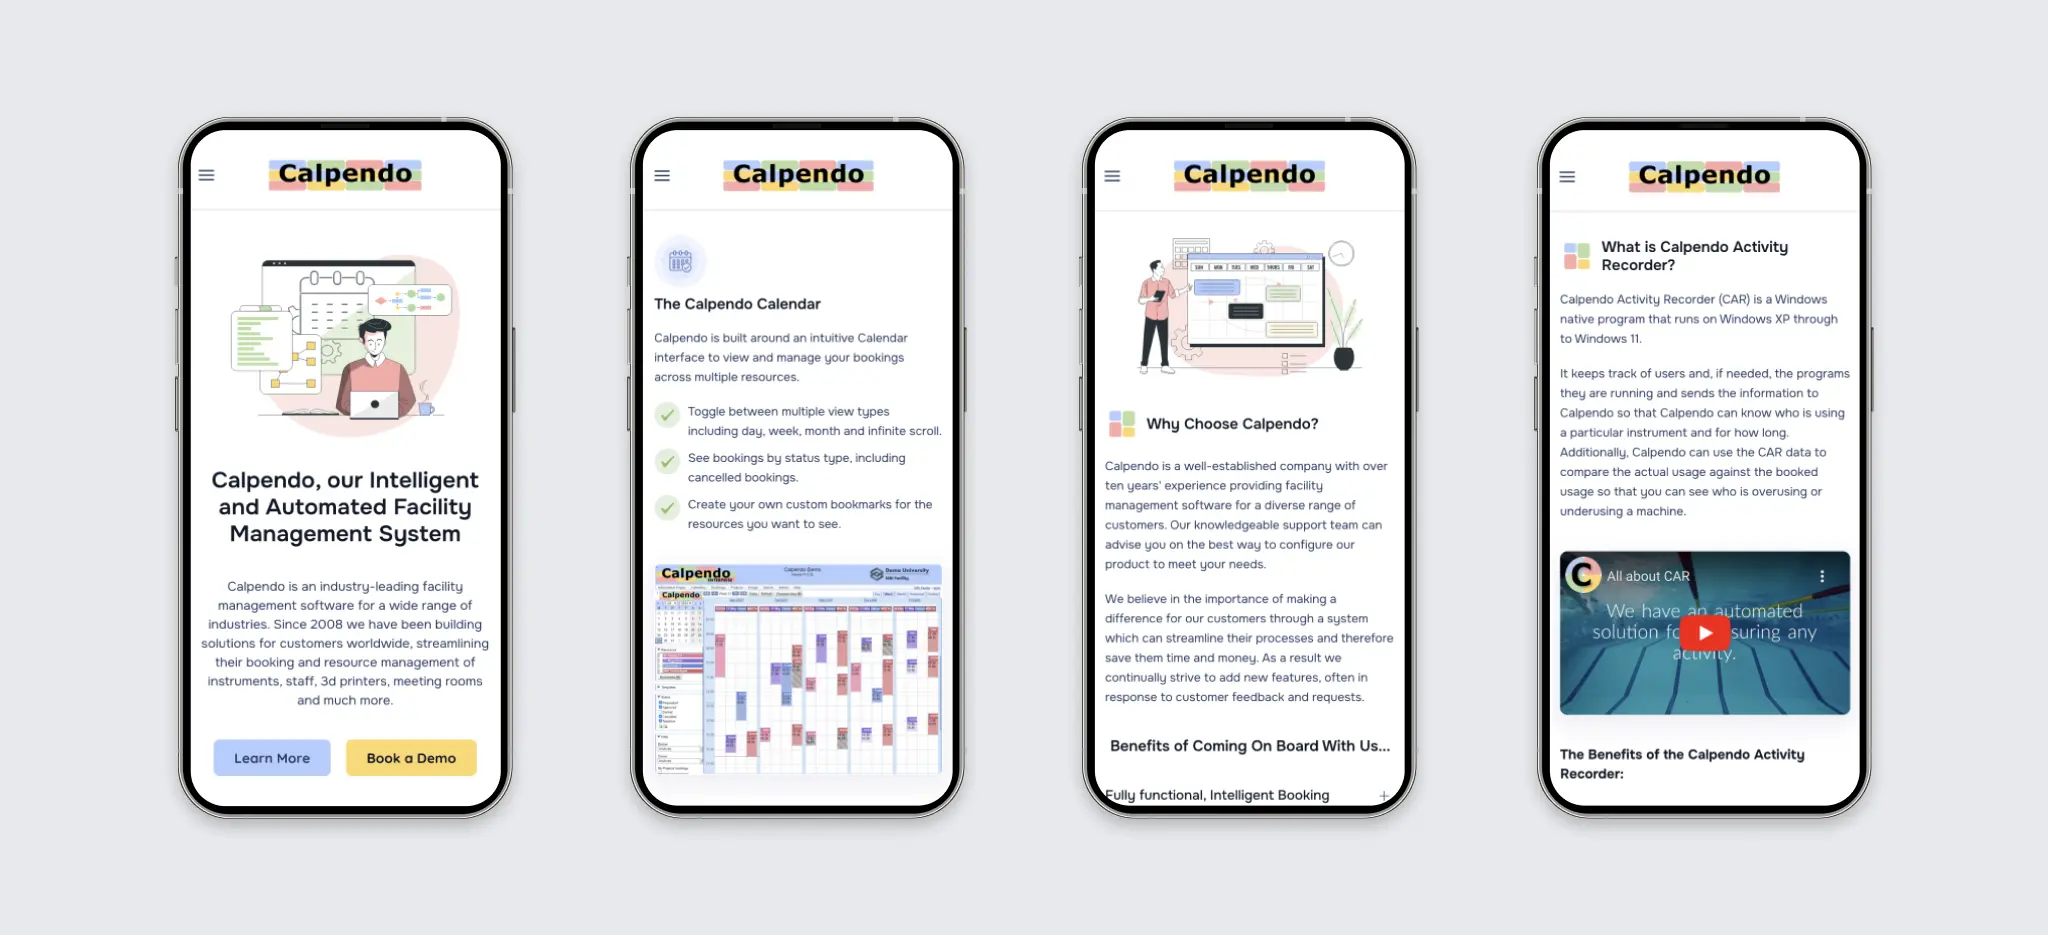 Calpendo
Calpendo, our Intelligent
and Automated Facility
Management System
Calpendo is an industry-leading facility
management software for a wide range of
industries. Since 2008 we have been building
solutions for customers worldwide, streamlining
their booking and resource management of
instruments, staff, 3d printers, meeting rooms
and much more.
Learn More
Book a Demo
Calpendo
The Calpendo Calendar
Calpendo is built around an intuitive Calendar
interface to view and manage your bookings
across multiple resources.
Toggle between multiple view types
including day, week, month and infinite scroll.
See bookings by status type, including
cancelled bookings.
Create your own custom bookmarks for the
resources you want to see.
Calpendo
Calpendo Demo
Demo University
Calpendo
Calpendo
SUN MON TUES WED THURS FRI SAT
Why Choose Calpendo?
Calpendo is a well-established company with over
ten years' experience providing facility
management software for a diverse range of
customers. Our knowledgeable support team can
advise you on the best way to configure our
product to meet your needs.
We believe in the importance of making a
difference for our customers through a system
which can streamline their processes and therefore
save them time and money. As a result we
continually strive to add new features, often in
response to customer feedback and requests.
Benefits of Coming On Board With Us...
Fully functional, Intelligent Booking +
Calpendo
What is Calpendo Activity
Recorder?
Calpendo Activity Recorder (CAR) is a Windows
native program that runs on Windows XP through
to Windows 11.
It keeps track of users and, if needed, the programs
they are running and sends the information to
Calpendo so that Calpendo can know who is using
a particular instrument and for how long.
Additionally, Calpendo can use the CAR data to
compare the actual usage against the booked
usage so that you can see who is overusing or
underusing a machine.
C All about CAR
We have an automated
solution suring any
activity.
The Benefits of the Calpendo Activity
Recorder: